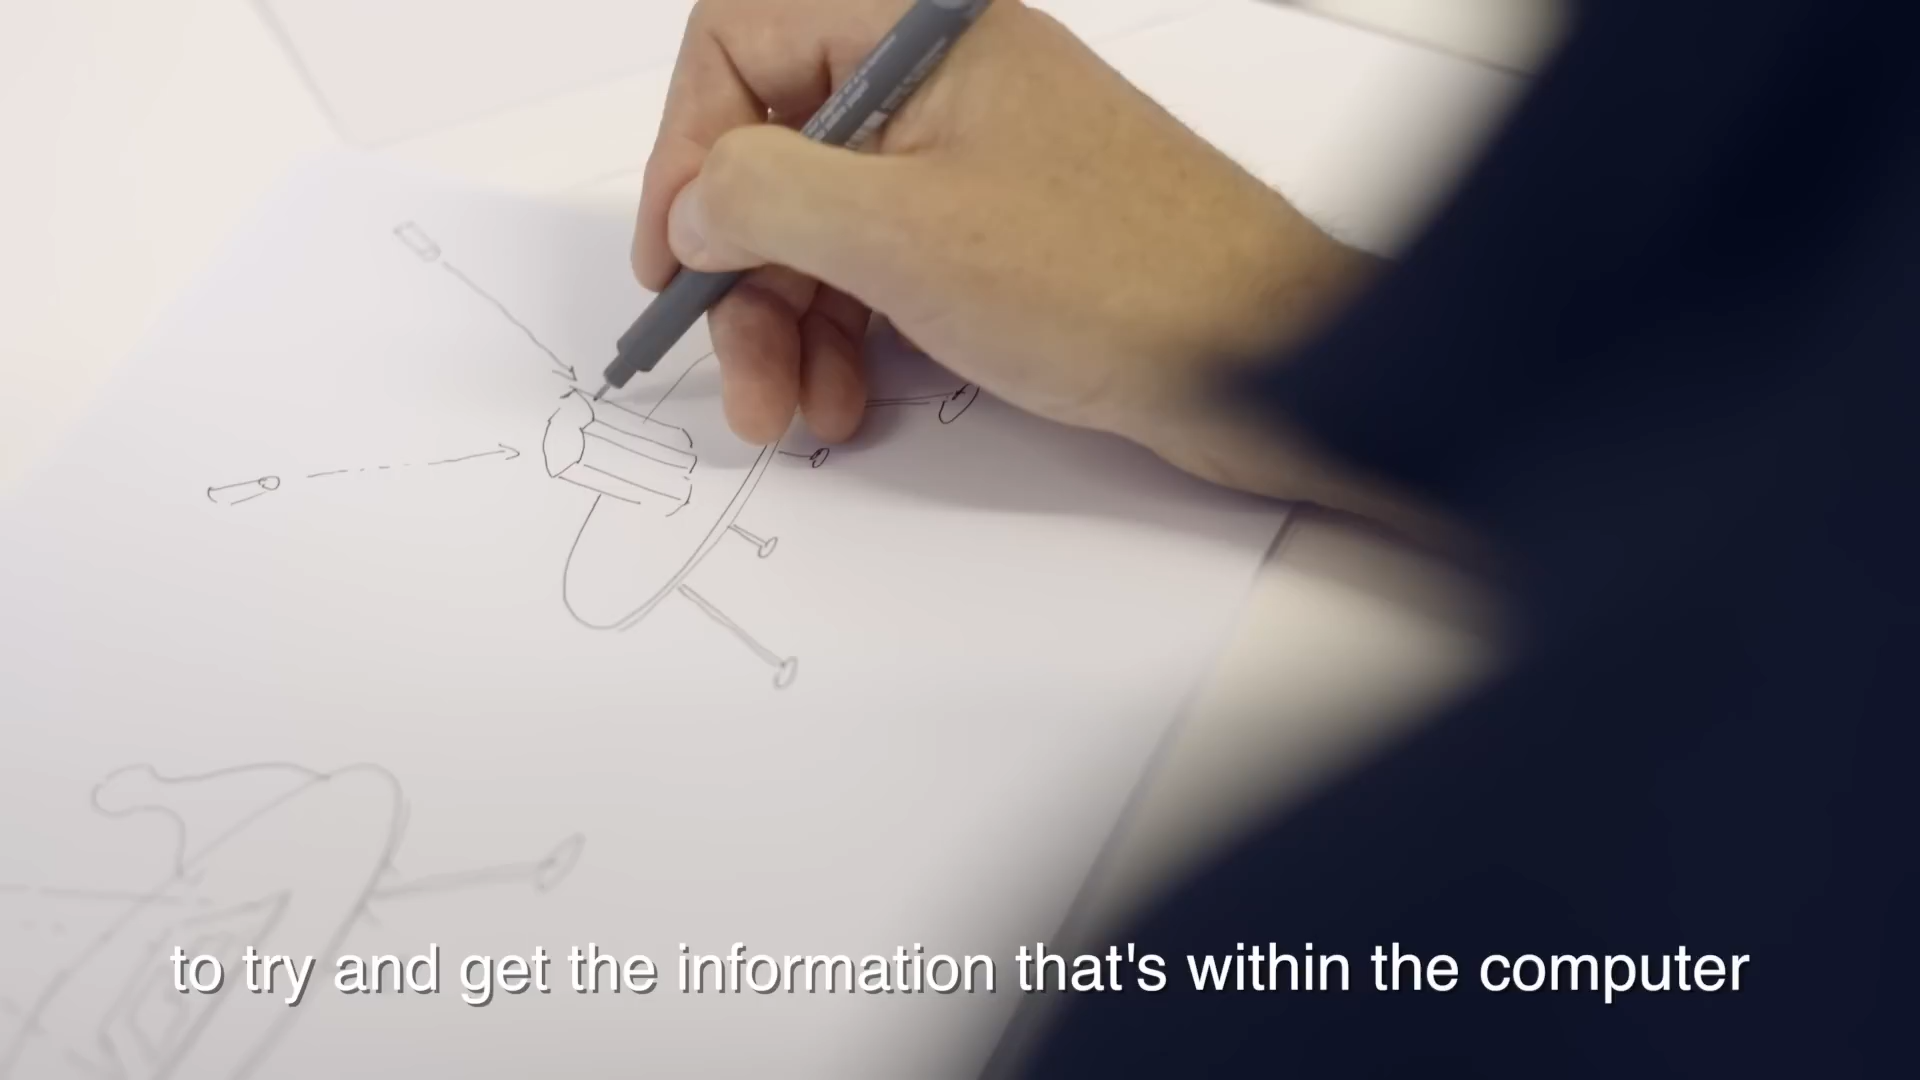 to try and get the information that's within the computer